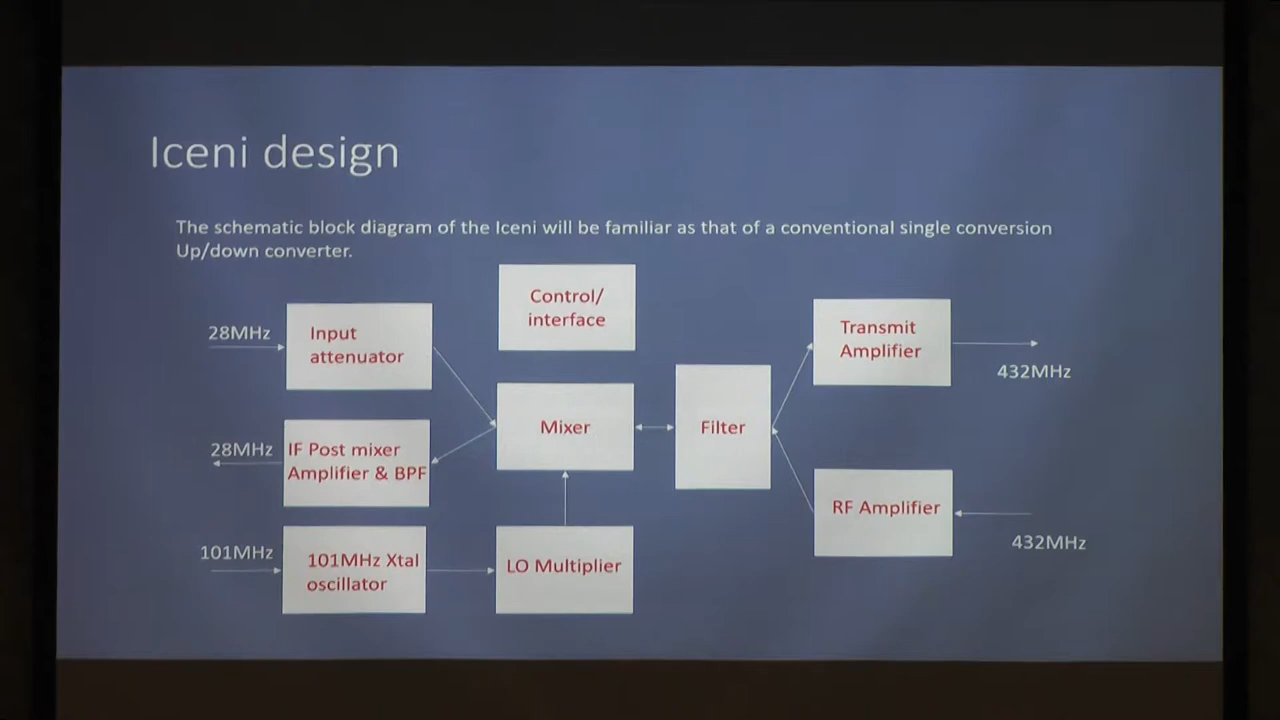 Iceni design
The schematic block diagram of the Iceni will be familiar as that of a conventional single conversion
Up/down converter.
Control/
interface
28MHz
Input
attenuator
Transmit
Amplifier
432MHz
Mixer
Filter
28MHz
IF Post mixer
Amplifier & BPF
RF Amplifier
432MHz
101MHz
101MHz Xtal
oscillator
LO Multiplier